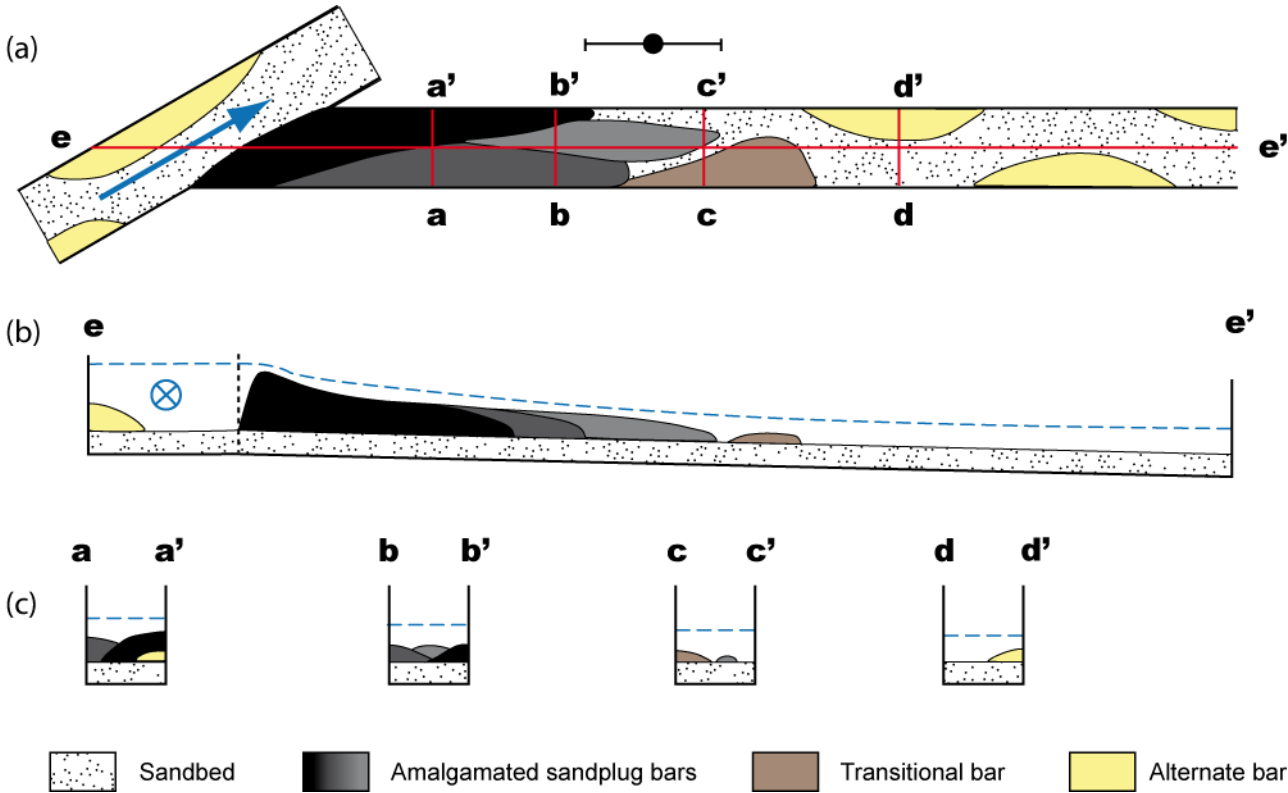 (a)
a’ b’ c’ d’
e e’
a b c d
(b)
e e’
a a’ b b’ c c’ d d’
(c)
Sandbed Amalgamated sandplug bars Transitional bar Alternate bar